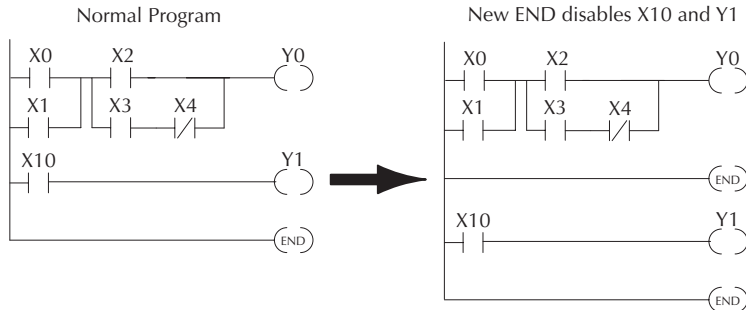 Normal Program
X0 X2 Y0
X1 X3 X4
X10 Y1
END
New END disables X10 and Y1
X0 X2 Y0
X1 X3 X4
END
X10 Y1
END